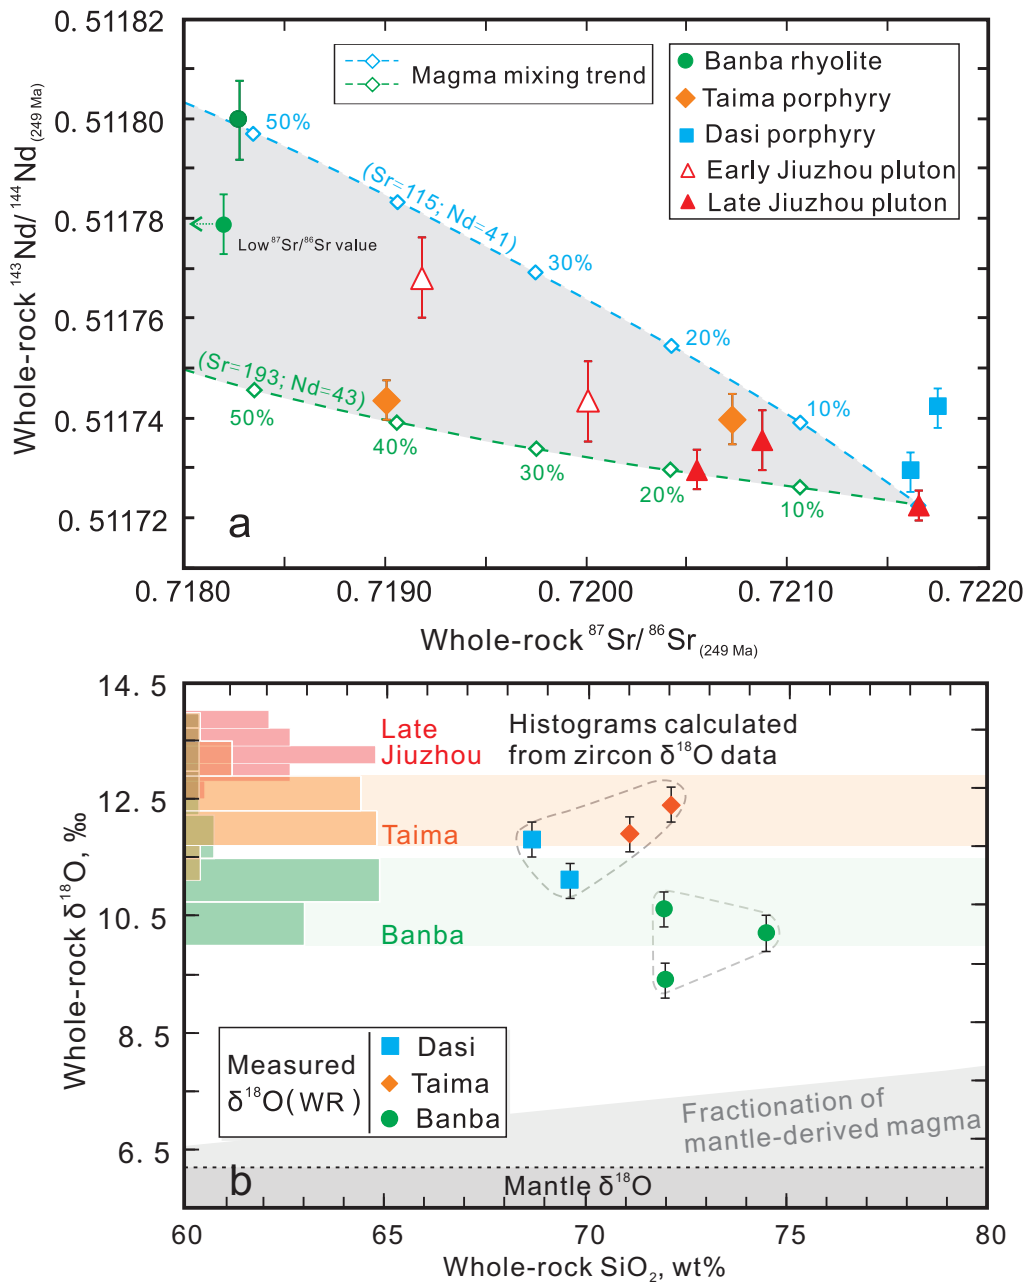 0.51182
0.51180
0.51178
0.51176
0.51174
0.51172
Whole-rock ¹⁴³Nd/¹⁴⁴Nd(249 Ma)
Magma mixing trend
Banba rhyolite
Taima porphyry
Dasi porphyry
Early Jiuzhou pluton
Late Jiuzhou pluton
50%
(Sr=115; Nd=41)
30%
20%
10%
Low ⁸⁷Sr/⁸⁶Sr value
(Sr=193; Nd=43)
50%
40%
30%
20%
10%
a
0.7180
0.7190
0.7200
0.7210
0.7220
Whole-rock ⁸⁷Sr/⁸⁶Sr(249 Ma)
14.5
12.5
10.5
8.5
6.5
Whole-rock δ¹⁸O, ‰
Late
Jiuzhou
Histograms calculated
from zircon δ¹⁸O data
Taima
Banba
Measured
δ¹⁸O(WR)
Dasi
Taima
Banba
Fractionation of
mantle-derived magma
b
Mantle δ¹⁸O
60
65
70
75
80
Whole-rock SiO₂, wt%